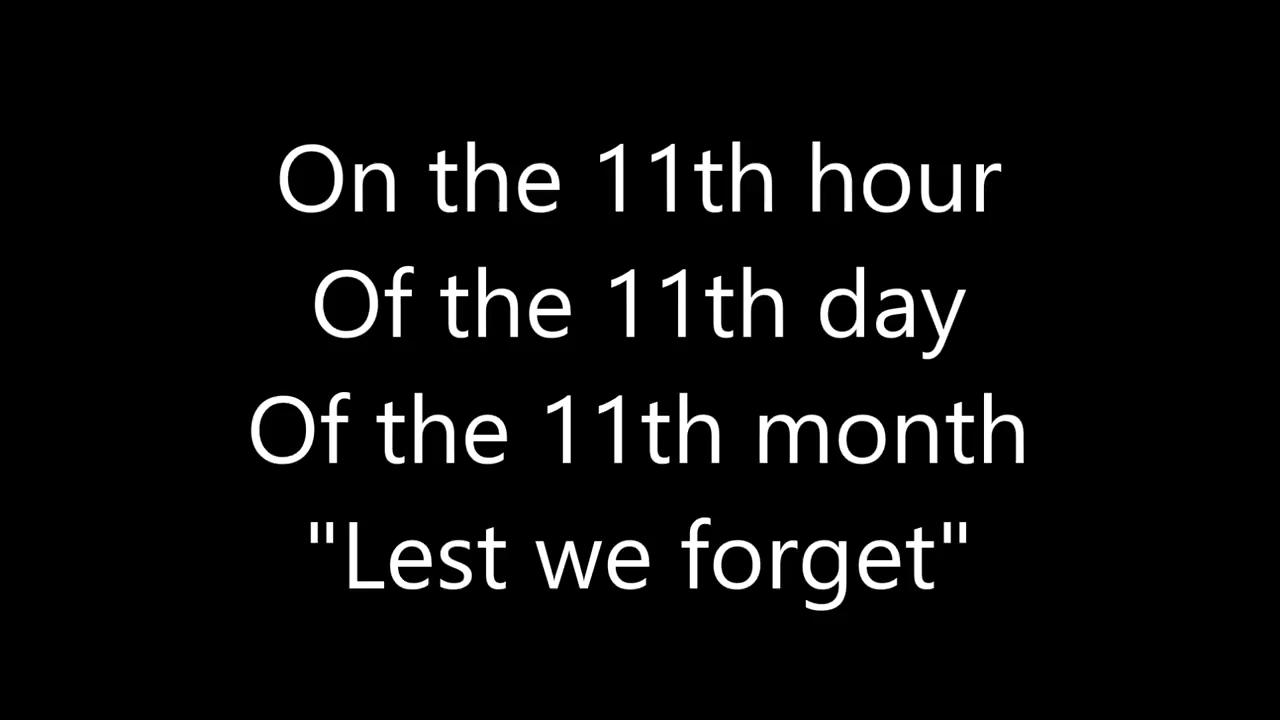 On the 11th hour
Of the 11th day
Of the 11th month
"Lest we forget"